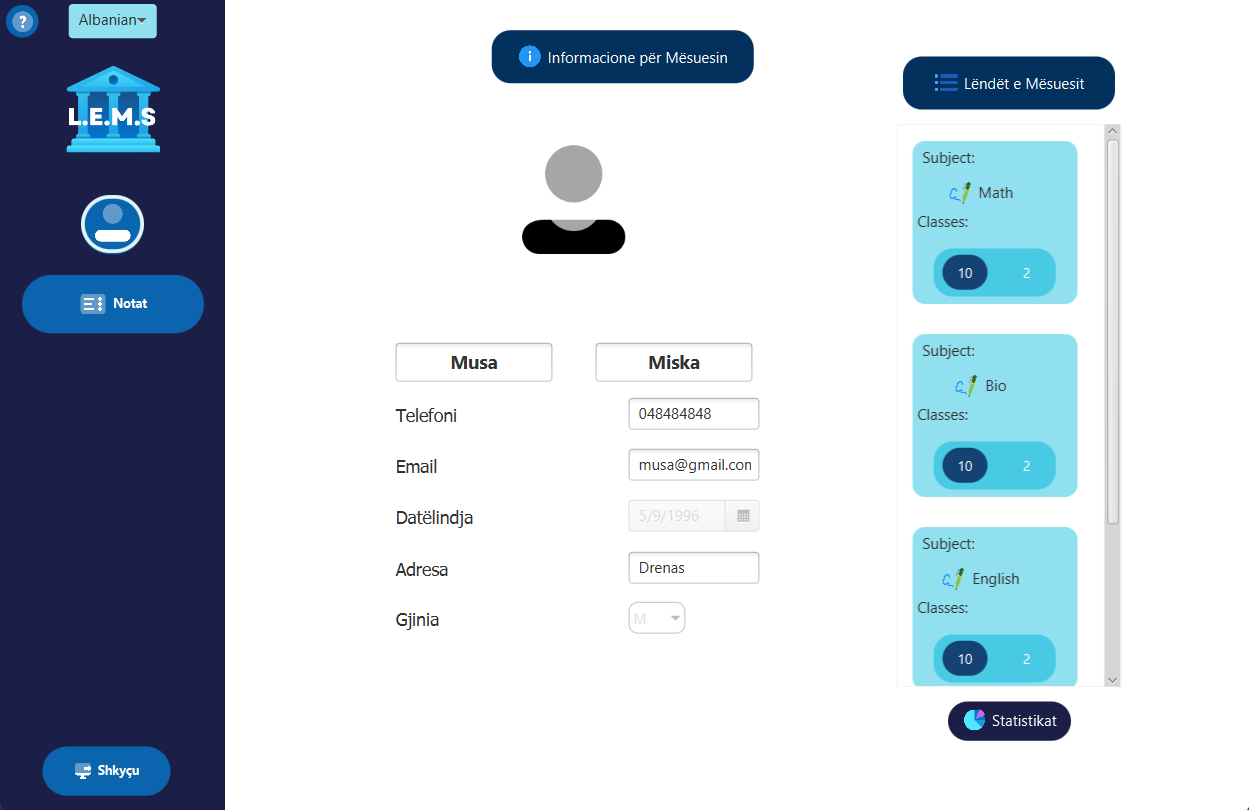 ?
Albanian
L.E.M.S
Notat
Shkyçu
Informacione për Mësuesin
Musa
Miska
Telefoni
048484848
Email
musa@gmail.con
Datëlindja
5/9/1996
Adresa
Drenas
Gjinia
M
Lëndët e Mësuesit
Subject:
Math
Classes:
10 2
Subject:
Bio
Classes:
10 2
Subject:
English
Classes:
10 2
Statistikat